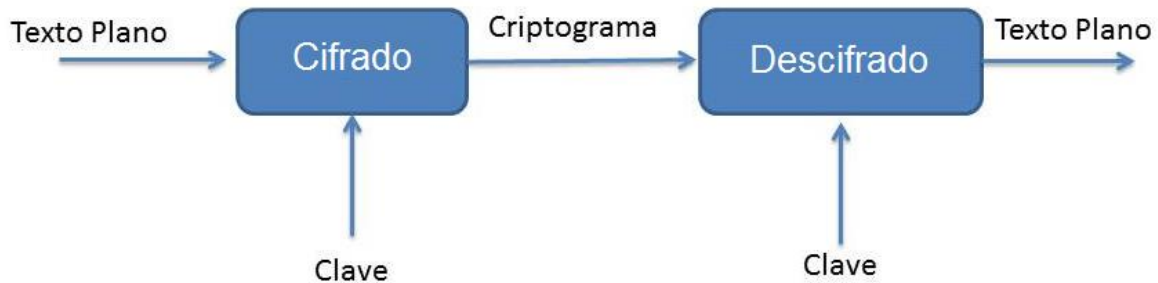 Texto Plano
Cifrado
Criptograma
Descifrado
Texto Plano
Clave
Clave